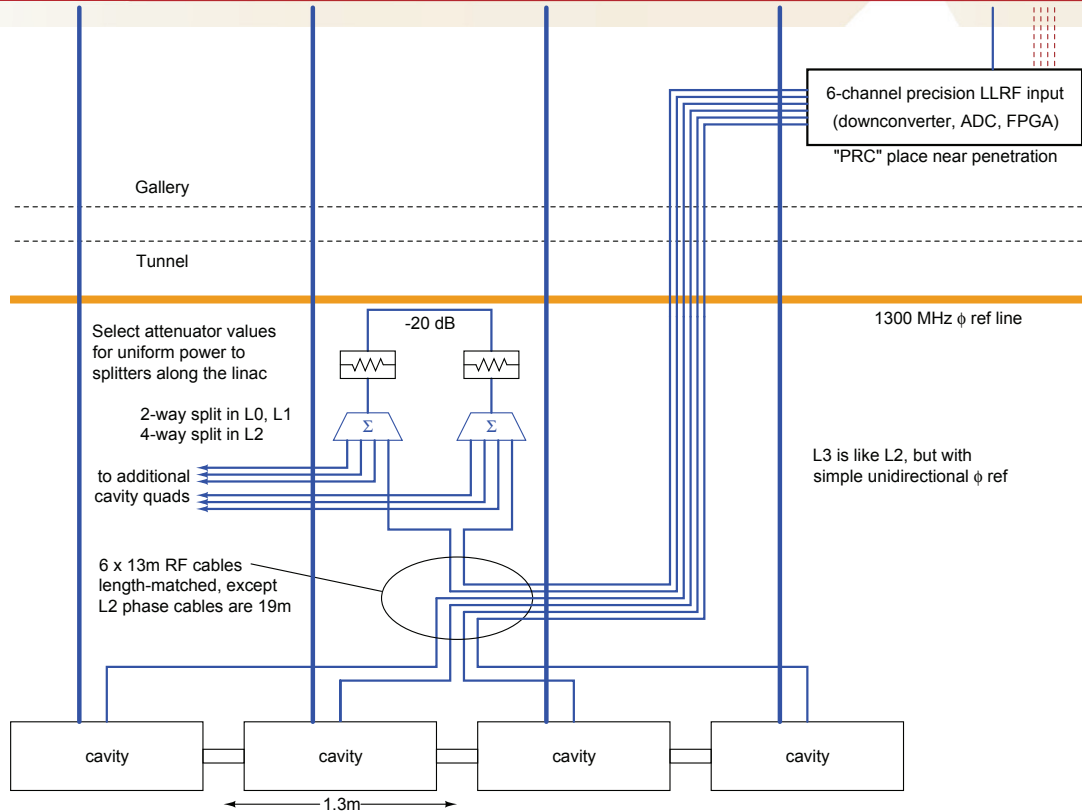 6-channel precision LLRF input
(downconverter, ADC, FPGA)
"PRC" place near penetration
Gallery
Tunnel
1300 MHz ϕ ref line
-20 dB
Select attenuator values
for uniform power to
splitters along the linac
2-way split in L0, L1
4-way split in L2
Σ
Σ
to additional
cavity quads
L3 is like L2, but with
simple unidirectional ϕ ref
6 x 13m RF cables
length-matched, except
L2 phase cables are 19m
cavity
cavity
cavity
cavity
1.3m